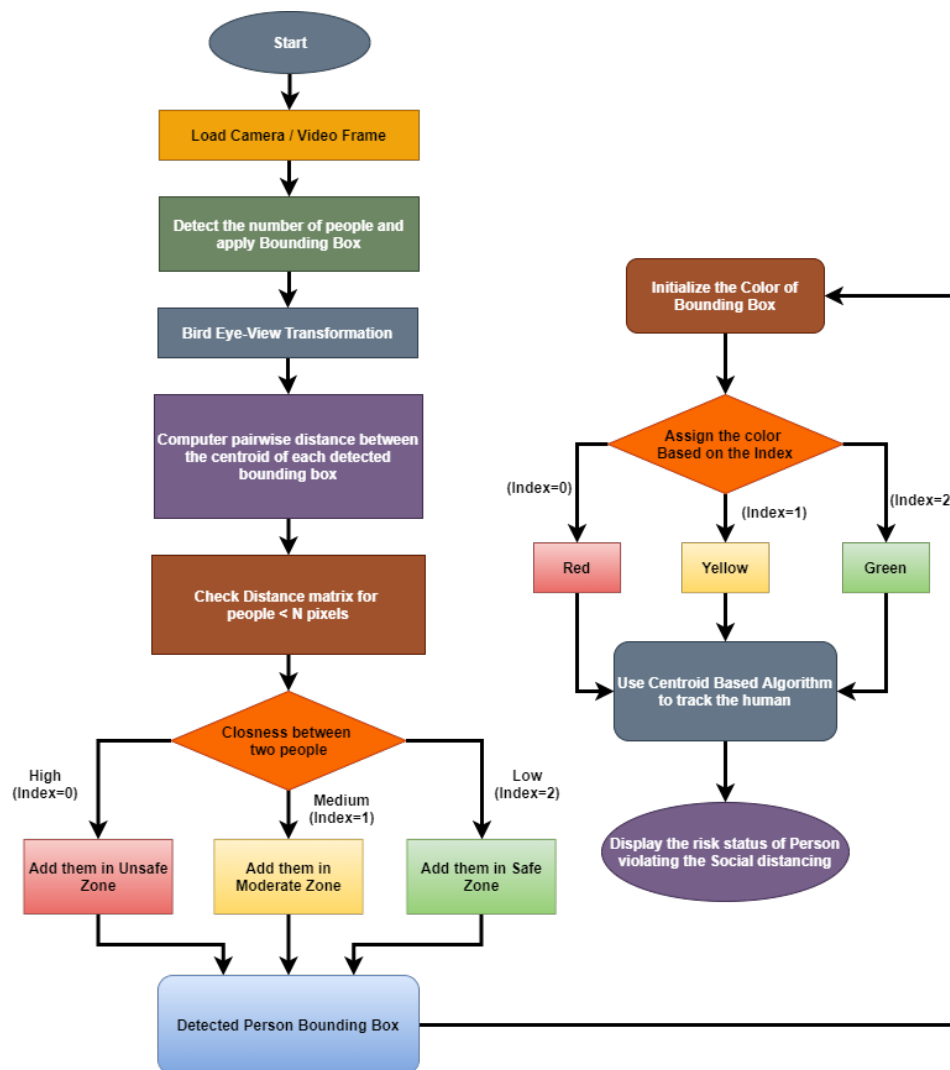 Start
Load Camera / Video Frame
Detect the number of people and
apply Bounding Box
Bird Eye-View Transformation
Computer pairwise distance between
the centroid of each detected
bounding box
Check Distance matrix for
people < N pixels
Closness between
two people
High
(Index=0)
Medium
(Index=1)
Low
(Index=2)
Add them in Unsafe
Zone
Add them in
Moderate Zone
Add them in Safe
Zone
Detected Person Bounding Box
Initialize the Color of
Bounding Box
Assign the color
Based on the Index
(Index=0)
(Index=1)
(Index=2
Red
Yellow
Green
Use Centroid Based Algorithm
to track the human
Display the risk status of Person
violating the Social distancing